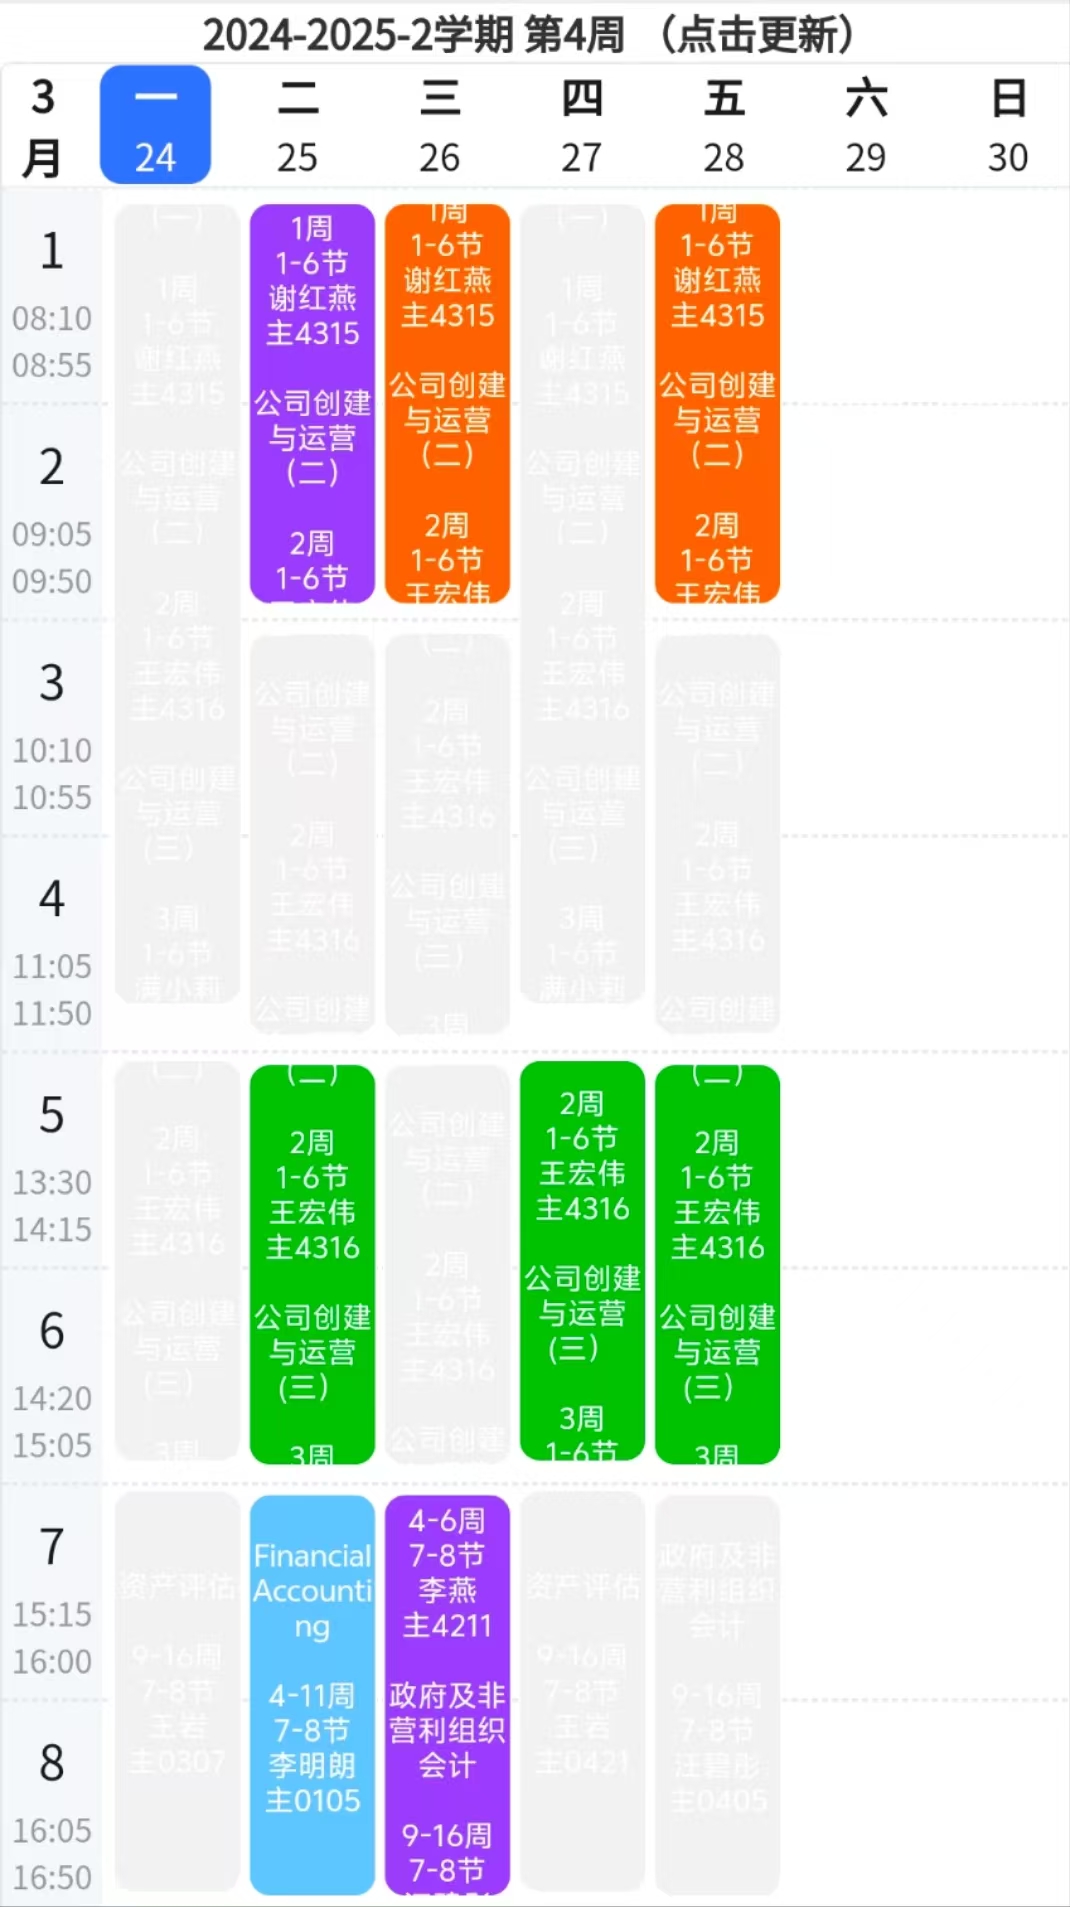 2024-2025-2学期 第4周 （点击更新）
3
月
一
24
二
25
三
26
四
27
五
28
六
29
日
30
1
08:10
08:55
2
09:05
09:50
3
10:10
10:55
4
11:05
11:50
5
13:30
14:15
6
14:20
15:05
7
15:15
16:00
8
16:05
16:50
(一)
1周
1-6节
谢红燕
主4315
公司创建
与运营
(二)
2周
1-6节
王宏伟
主4316
公司创建
与运营
(三)
3周
1-6节
满小莉
(二)
2周
1-6节
王宏伟
主4316
公司创建
与运营
(三)
3周
资产评估
9-16周
7-8节
王岩
主0307
1周
1-6节
谢红燕
主4315
公司创建
与运营
(二)
2周
1-6节
公司创建
与运营
(二)
2周
1-6节
王宏伟
主4316
公司创建
(二)
2周
1-6节
王宏伟
主4316
公司创建
与运营
(三)
3周
Financial
Accounti
ng
4-11周
7-8节
李明朗
主0105
1周
1-6节
谢红燕
主4315
公司创建
与运营
(二)
2周
1-6节
王宏伟
(二)
2周
1-6节
王宏伟
主4316
公司创建
与运营
(三)
3周
公司创建
与运营
(二)
2周
1-6节
王宏伟
主4316
公司创建
4-6周
7-8节
李燕
主4211
政府及非
营利组织
会计
9-16周
7-8节
(一)
1周
1-6节
谢红燕
主4315
公司创建
与运营
(二)
2周
1-6节
王宏伟
主4316
公司创建
与运营
(三)
3周
1-6节
满小莉
2周
1-6节
王宏伟
主4316
公司创建
与运营
(三)
3周
1-6节
资产评估
9-16周
7-8节
王岩
主0421
1周
1-6节
谢红燕
主4315
公司创建
与运营
(二)
2周
1-6节
王宏伟
公司创建
与运营
(二)
2周
1-6节
王宏伟
主4316
公司创建
(二)
2周
1-6节
王宏伟
主4316
公司创建
与运营
(三)
3周
政府及非
营利组织
会计
9-16周
7-8节
汪碧彤
主0405